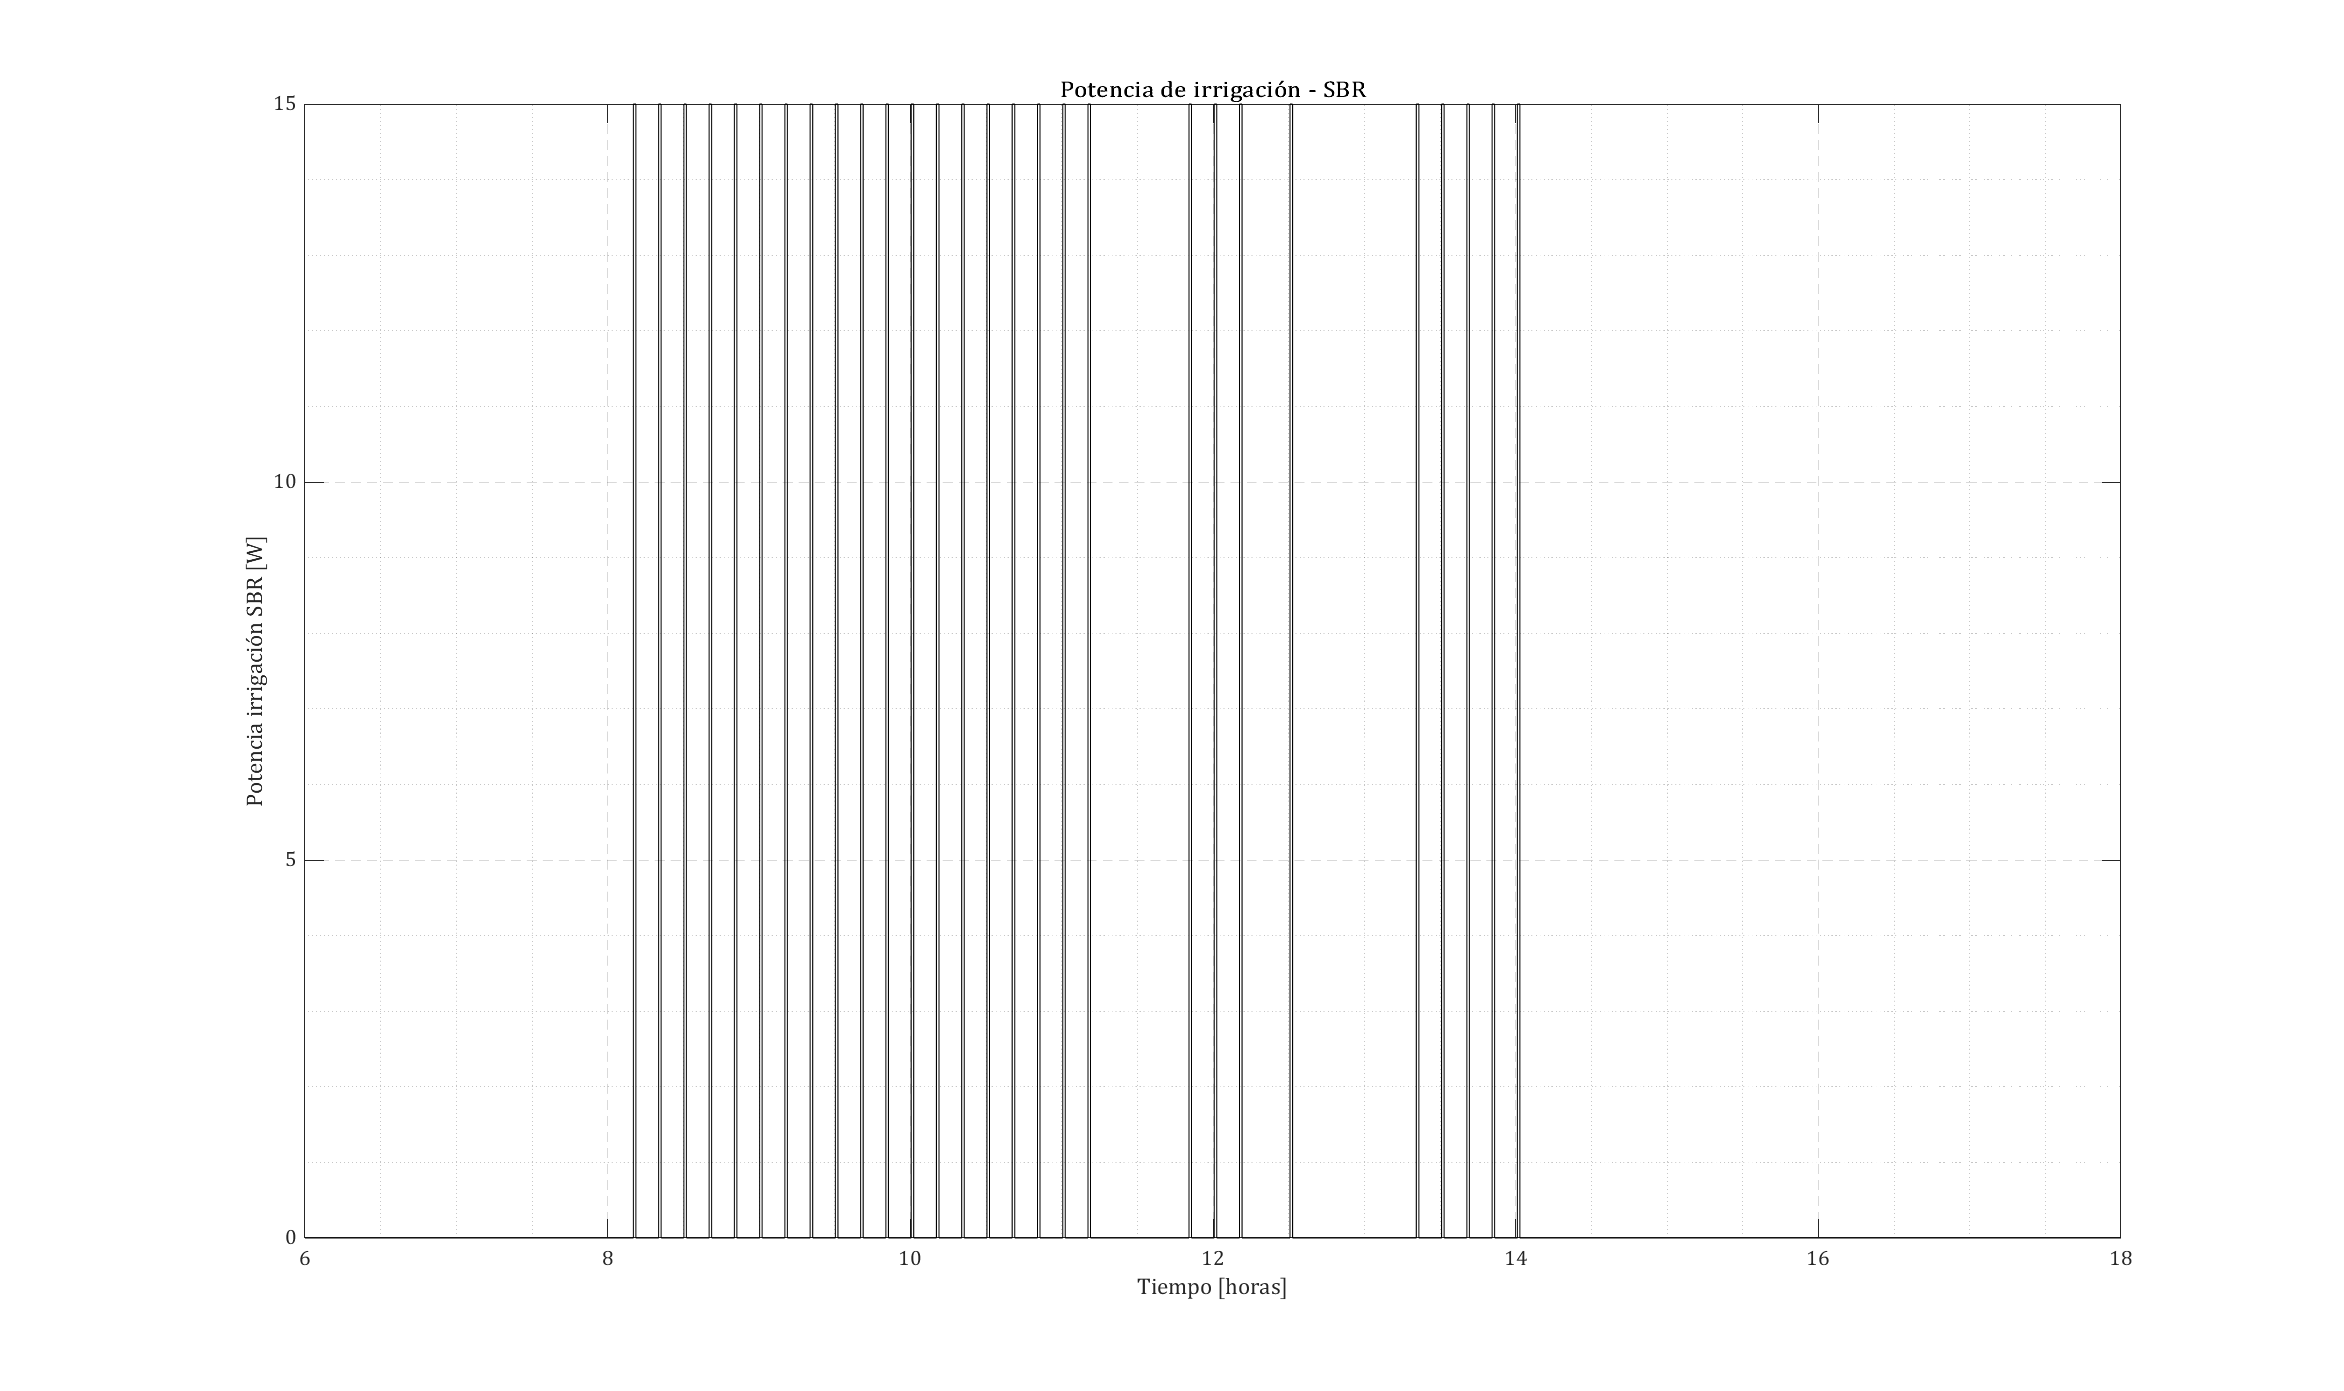 Potencia de irrigación - SBR
15
10
5
0
Potencia irrigación SBR [W]
6 8 10 12 14 16 18
Tiempo [horas]